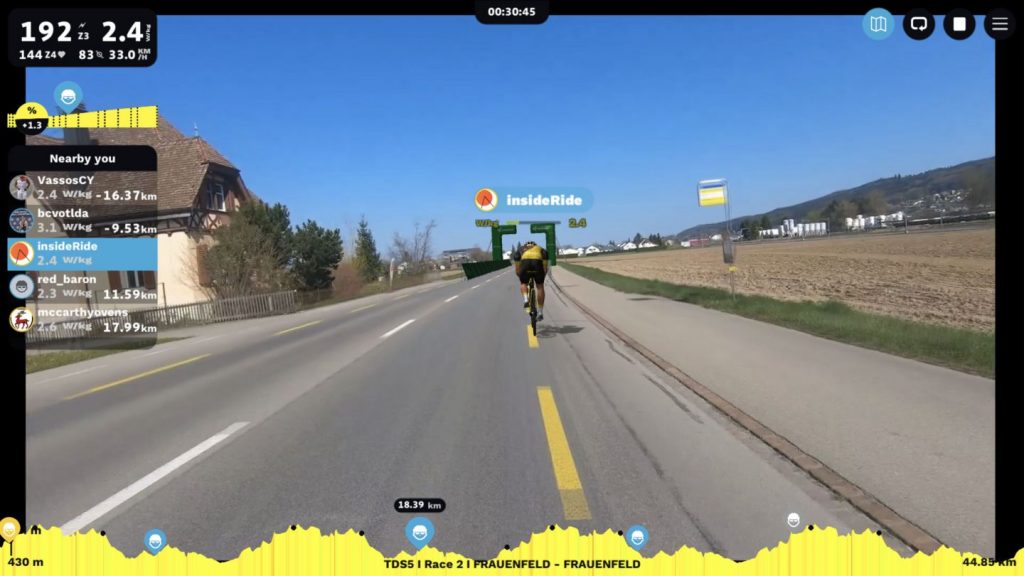 00:30:45
192 Z3 2.4 W/kg
144 Z4 83 33.0 KM/H
%
+1.3
Nearby you
VassosCY
2.4 W/kg -16.37km
bcvotlda
3.1 W/kg -9.53km
insideRide
2.4 W/kg
red_baron
2.3 W/kg 11.59km
mccarthyovens
2.6 W/kg 17.99km
insideRide
W/kg 2.4
18.39 km
m
430 m
TDS5 I Race 2 I FRAUENFELD - FRAUENFELD
44.85 km